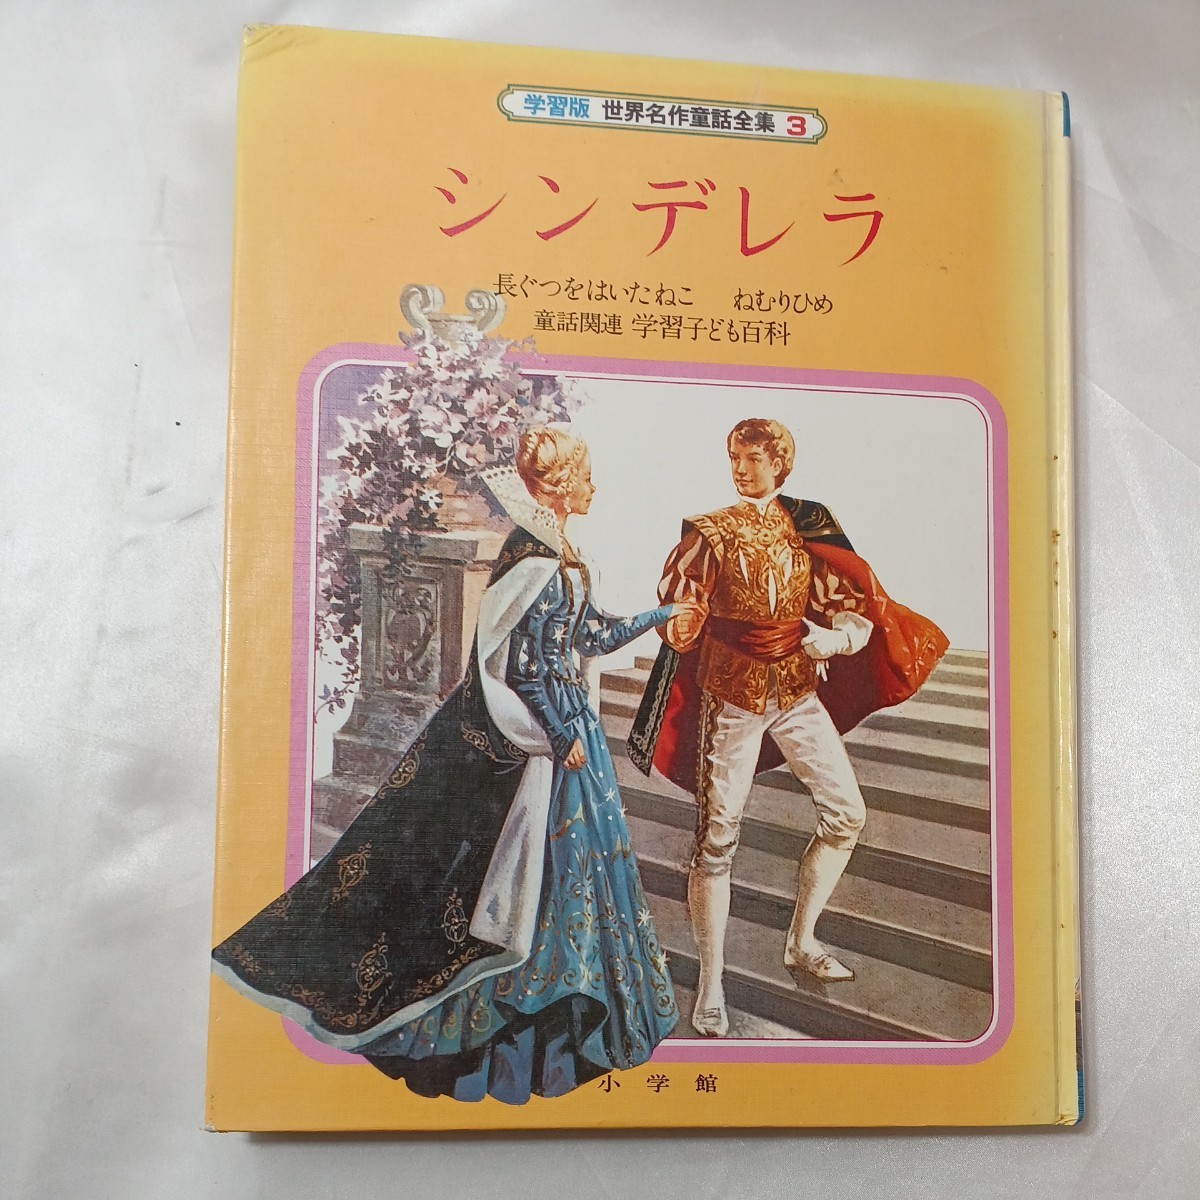 学習版 世界名作童話全集 3
シンデレラ
長ぐつをはいたねこ ねむりひめ
童話関連 学習子ども百科
小学館